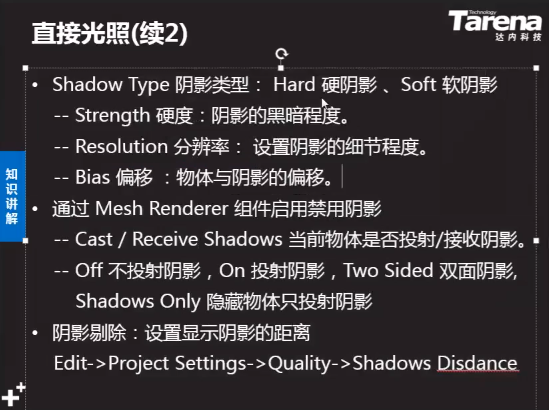 直接光照(续2)
Technology
Tarena
达内科技
• Shadow Type 阴影类型： Hard 硬阴影 、Soft 软阴影
-- Strength 硬度：阴影的黑暗程度。
-- Resolution 分辨率： 设置阴影的细节程度。
-- Bias 偏移 ：物体与阴影的偏移。
知识讲解
• 通过 Mesh Renderer 组件启用禁用阴影
-- Cast / Receive Shadows 当前物体是否投射/接收阴影。
-- Off 不投射阴影，On 投射阴影，Two Sided 双面阴影,
Shadows Only 隐藏物体只投射阴影
• 阴影剔除：设置显示阴影的距离
Edit->Project Settings->Quality->Shadows Disdance